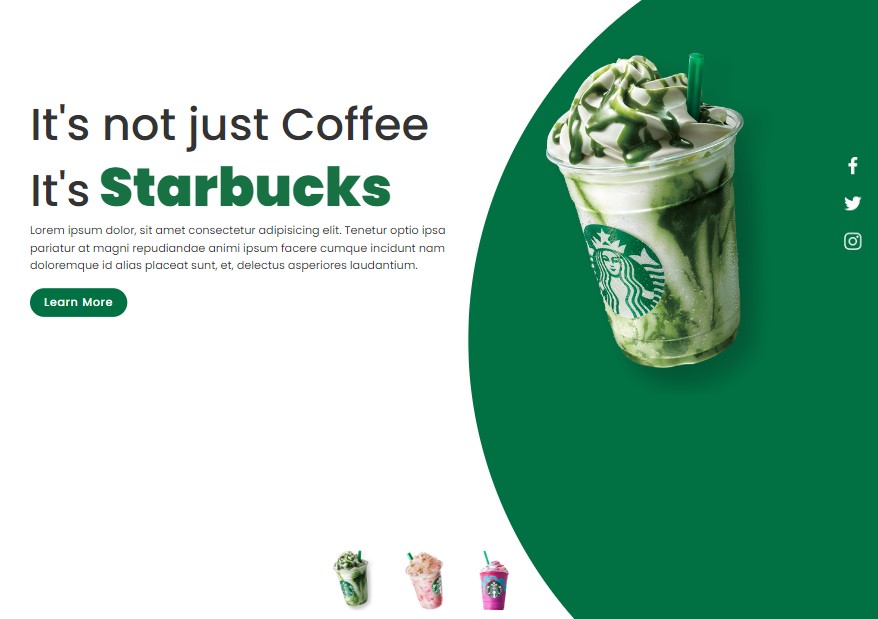 It's not just Coffee
It's Starbucks
Lorem ipsum dolor, sit amet consectetur adipisicing elit. Tenetur optio ipsa
pariatur at magni repudiandae animi ipsum facere cumque incidunt nam
doloremque id alias placeat sunt, et, delectus asperiores laudantium.
Learn More